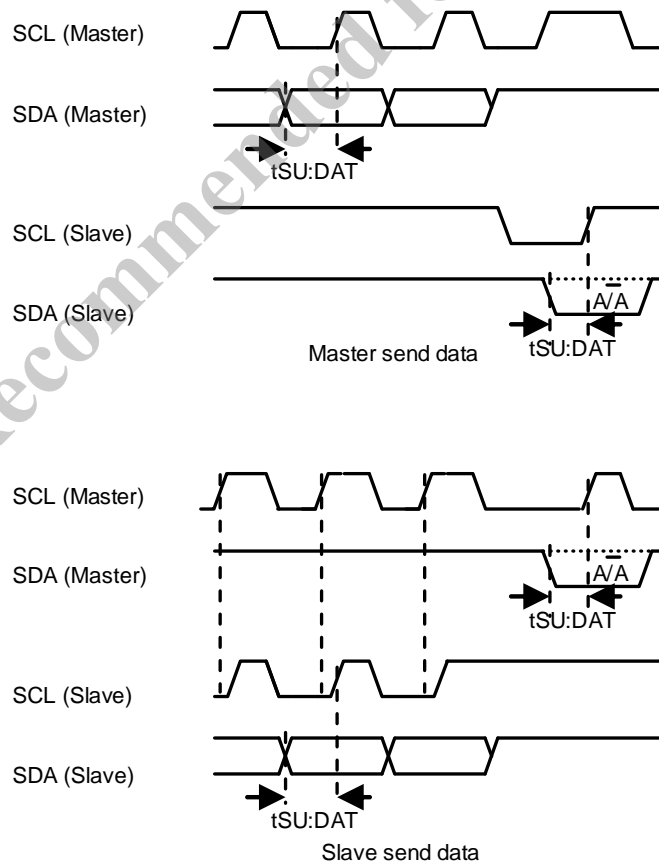 SCL (Master)
SDA (Master)
tSU:DAT
SCL (Slave)
SDA (Slave)
A/A̅
tSU:DAT
Master send data
SCL (Master)
SDA (Master)
A/A̅
tSU:DAT
SCL (Slave)
SDA (Slave)
tSU:DAT
Slave send data